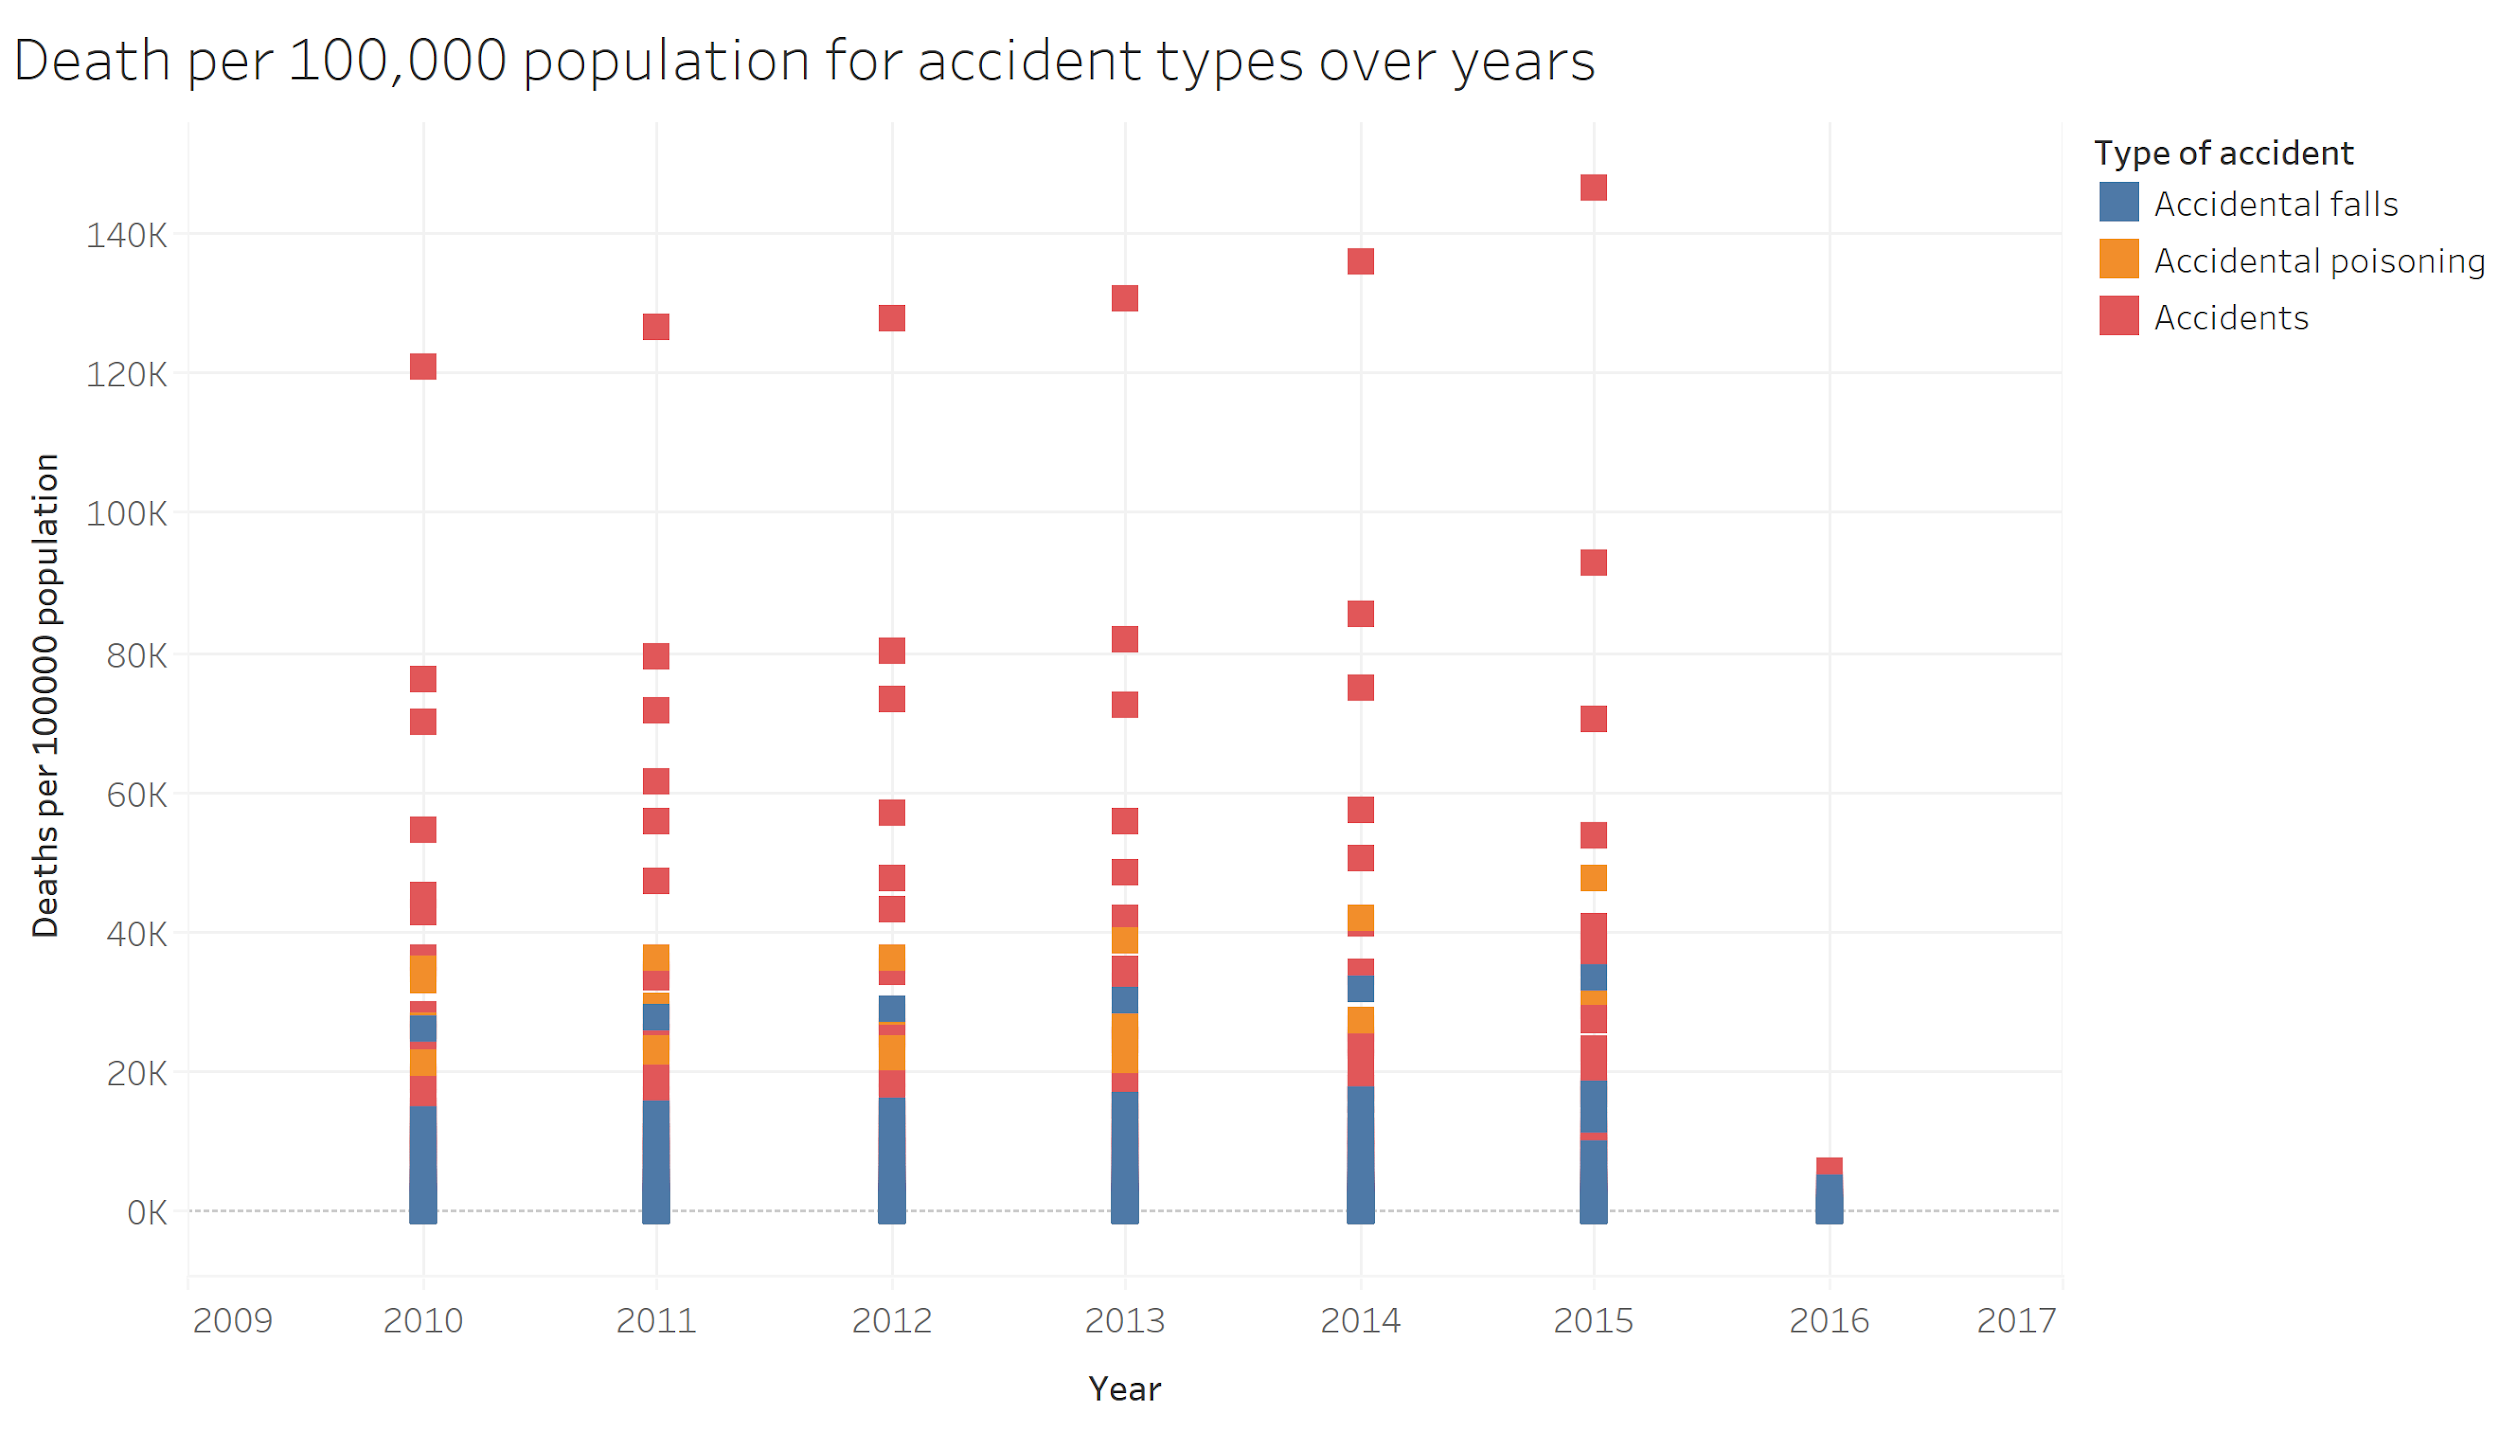 Death per 100,000 population for accident types over years
Type of accident
Accidental falls
Accidental poisoning
Accidents
Deaths per 100000 population
140K
120K
100K
80K
60K
40K
20K
0K
2009 2010 2011 2012 2013 2014 2015 2016 2017
Year